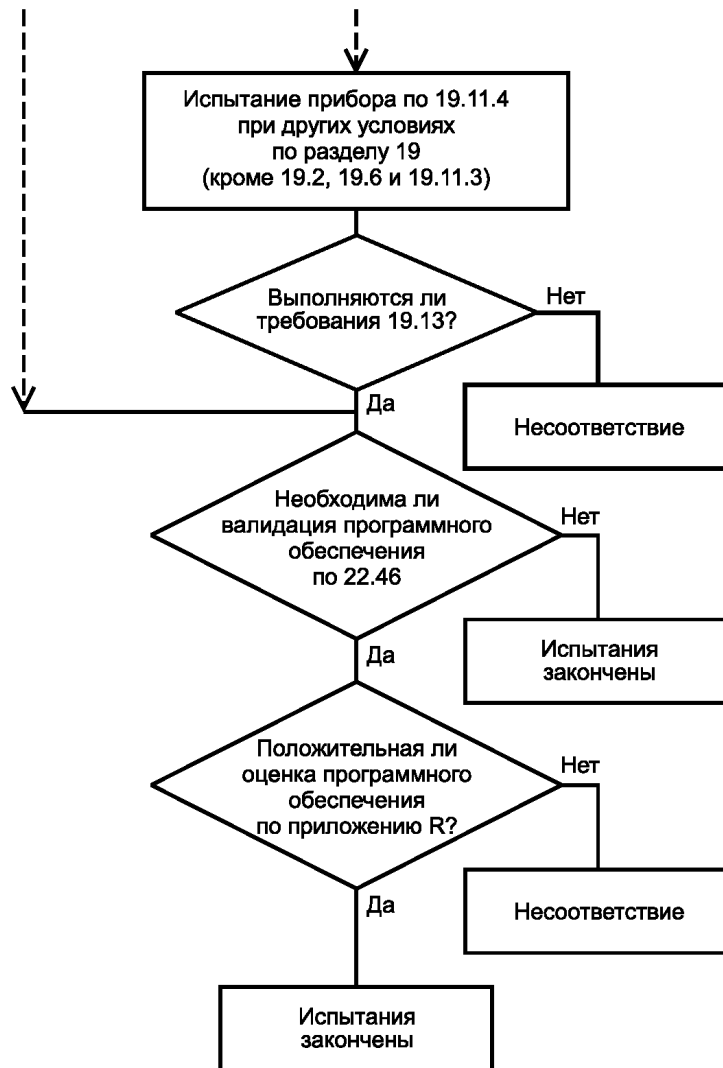 Испытание прибора по 19.11.4
при других условиях
по разделу 19
(кроме 19.2, 19.6 и 19.11.3)
Выполняются ли
требования 19.13?
Нет
Несоответствие
Да
Необходима ли
валидация программного
обеспечения
по 22.46
Нет
Испытания
закончены
Да
Положительная ли
оценка программного
обеспечения
по приложению R?
Нет
Несоответствие
Да
Испытания
закончены